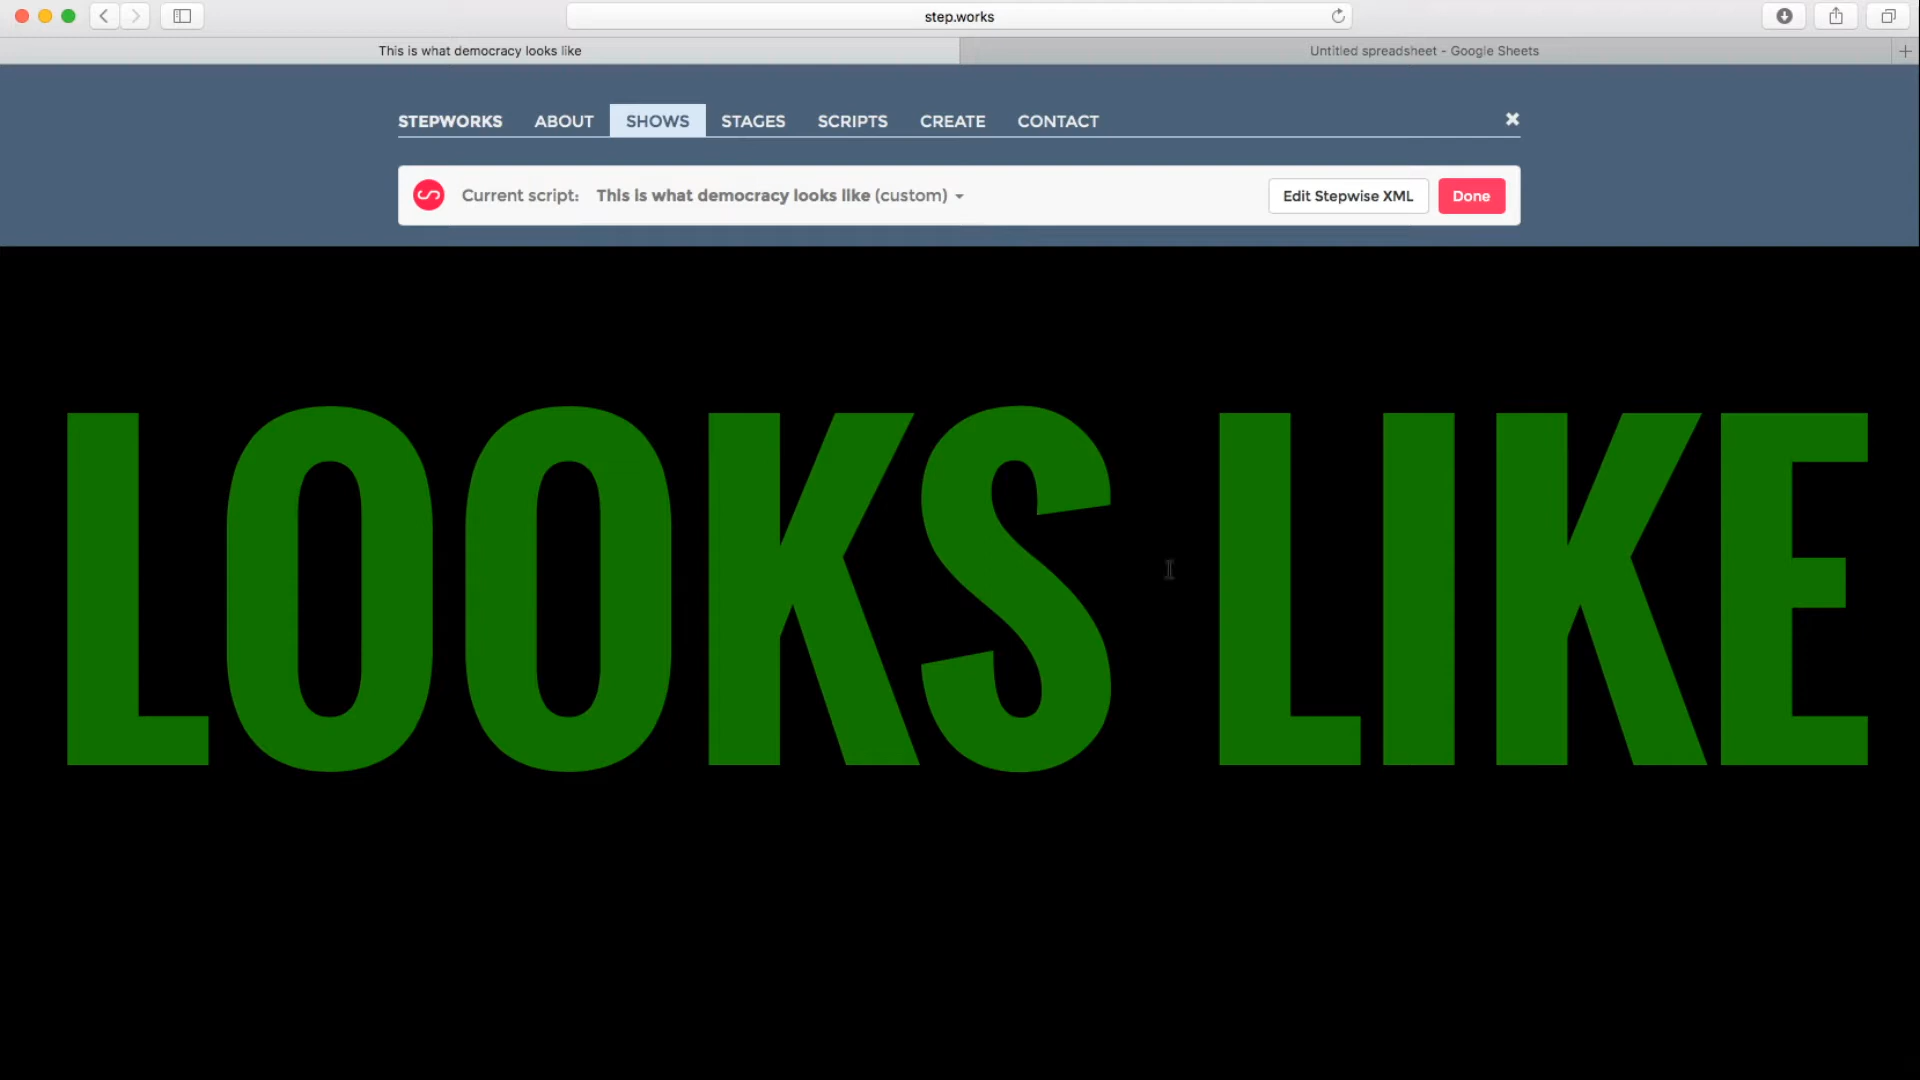 step.works
This is what democracy looks like
Untitled spreadsheet - Google Sheets
STEPWORKS ABOUT SHOWS STAGES SCRIPTS CREATE CONTACT
Current script: This is what democracy looks like (custom)
Edit Stepwise XML
Done
LOOKS LIKE